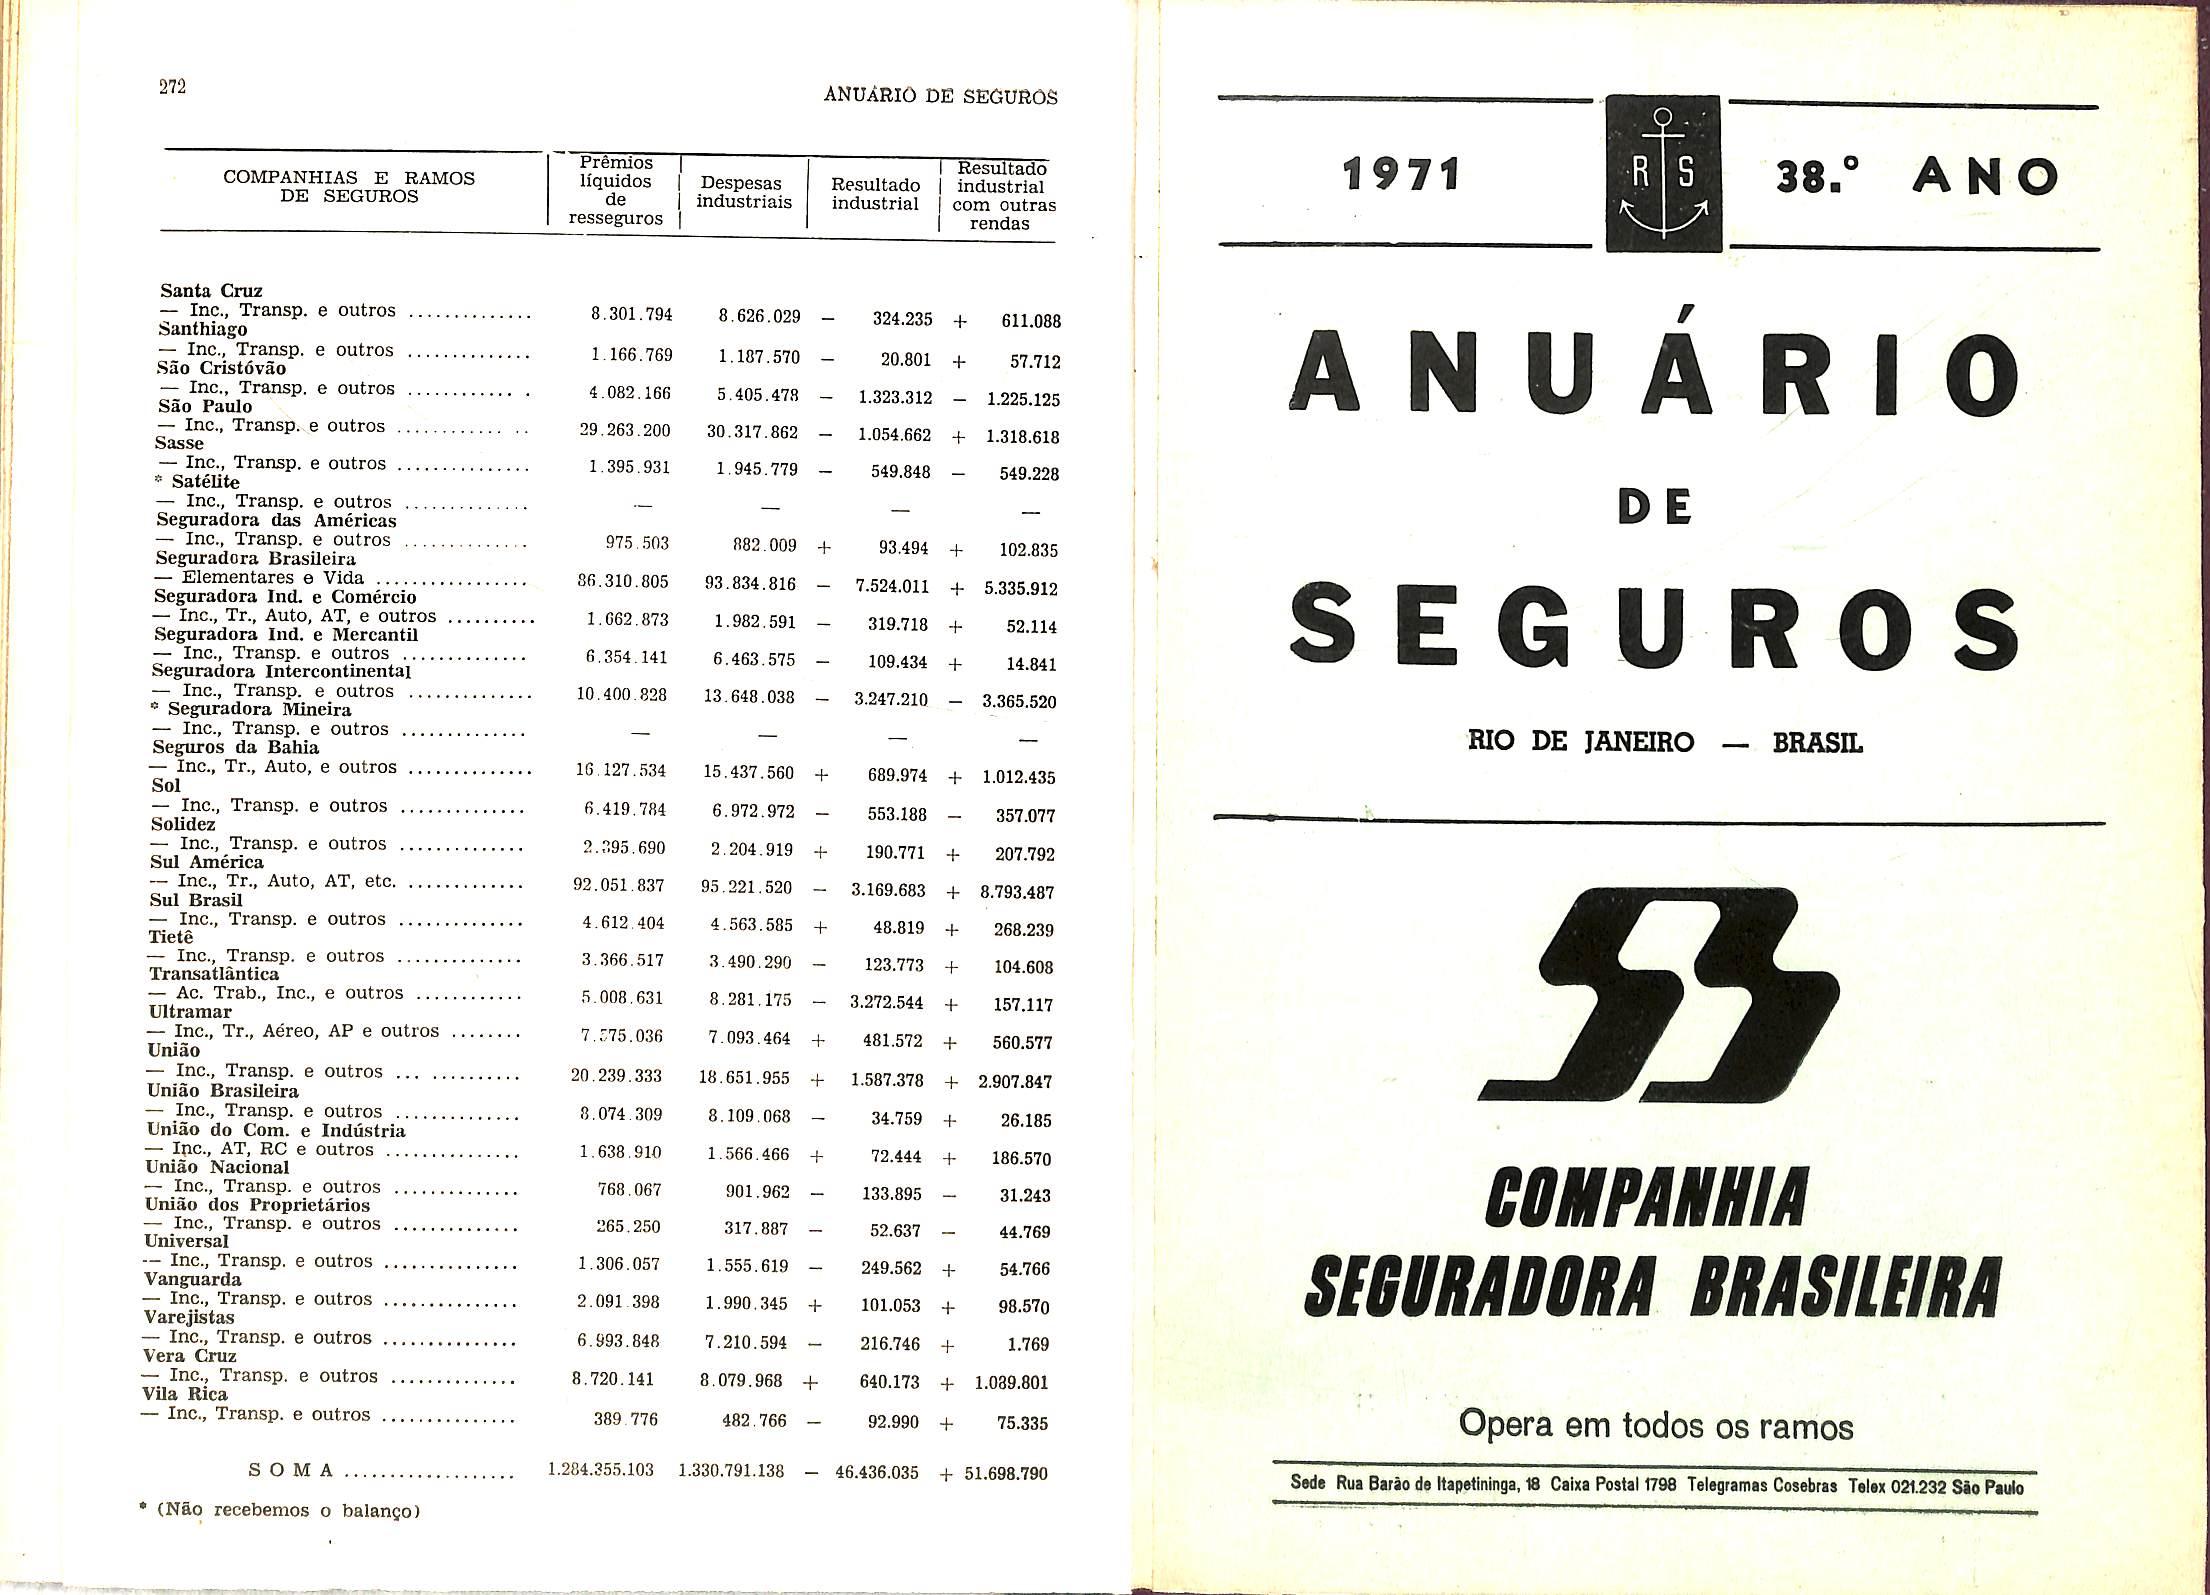 272
ANUÁRIO DE SEGUROS
COMPANHIAS E RAMOS DE SEGUROS | Prêmios líquidos de resseguros | Despesas industriais | Resultado industrial | Resultado industrial com outras rendas
Santa Cruz
— Inc., Transp. e outros .............. 8.301.794 8.626.029 — 324.235 + 611.088
Santhiago
— Inc., Transp. e outros .............. 1.166.769 1.187.570 — 20.801 + 57.712
São Cristóvão
— Inc., Transp. e outros ............. 4.082.166 5.405.478 — 1.323.312 — 1.225.125
São Paulo
— Inc., Transp. e outros .............. 29.263.200 30.317.862 — 1.054.662 + 1.318.618
Sasse
— Inc., Transp. e outros ............... 1.395.931 1.945.779 — 549.848 — 549.228
* Satélite
— Inc., Transp. e outros .............. — — — —
Seguradora das Américas
— Inc., Transp. e outros .............. 975.503 882.009 + 93.494 + 102.835
Seguradora Brasileira
— Elementares e Vida ................. 86.310.805 93.834.816 — 7.524.011 + 5.335.912
Seguradora Ind. e Comércio
— Inc., Tr., Auto, AT, e outros .......... 1.662.873 1.982.591 — 319.718 + 52.114
Seguradora Ind. e Mercantil
— Inc., Transp. e outros .............. 6.354.141 6.463.575 — 109.434 + 14.841
Seguradora Intercontinental
— Inc., Transp. e outros .............. 10.400.828 13.648.038 — 3.247.210 — 3.365.520
* Seguradora Mineira
— Inc., Transp. e outros .............. — — — —
Seguros da Bahia
— Inc., Tr., Auto, e outros .............. 16.127.534 15.437.560 + 689.974 + 1.012.435
Sol
— Inc., Transp. e outros .............. 6.419.784 6.972.972 — 553.188 — 357.077
Solidez
— Inc., Transp. e outros .............. 2.395.690 2.204.919 + 190.771 + 207.792
Sul América
— Inc., Tr., Auto, AT, etc. ............. 92.051.837 95.221.520 — 3.169.683 + 8.793.487
Sul Brasil
— Inc., Transp. e outros .............. 4.612.404 4.563.585 + 48.819 + 268.239
Tietê
— Inc., Transp. e outros .............. 3.366.517 3.490.290 — 123.773 + 104.608
Transatlântica
— Ac. Trab., Inc., e outros ............ 5.008.631 8.281.175 — 3.272.544 + 157.117
Ultramar
— Inc., Tr., Aéreo, AP e outros ........ 7.575.036 7.093.464 + 481.572 + 560.577
União
— Inc., Transp. e outros ... .......... 20.239.333 18.651.955 + 1.587.378 + 2.907.847
União Brasileira
— Inc., Transp. e outros .............. 8.074.309 8.109.068 — 34.759 + 26.185
União do Com. e Indústria
— Inc., AT, RC e outros ............... 1.638.910 1.566.466 + 72.444 + 186.570
União Nacional
— Inc., Transp. e outros .............. 768.067 901.962 — 133.895 — 31.243
União dos Proprietários
— Inc., Transp. e outros .............. 265.250 317.887 — 52.637 — 44.769
Universal
— Inc., Transp. e outros ............... 1.306.057 1.555.619 — 249.562 + 54.766
Vanguarda
— Inc., Transp. e outros ............... 2.091.398 1.990.345 + 101.053 + 98.570
Varejistas
— Inc., Transp. e outros ............... 6.993.848 7.210.594 — 216.746 + 1.769
Vera Cruz
— Inc., Transp. e outros .............. 8.720.141 8.079.968 + 640.173 + 1.039.801
Vila Rica
— Inc., Transp. e outros ............... 389.776 482.766 — 92.990 + 75.335
SOMA ................... 1.284.355.103 1.330.791.138 — 46.436.035 + 51.698.790
* (Não recebemos o balanço)
1971
R S
38.º ANO
ANUÁRIO
DE
SEGUROS
RIO DE JANEIRO — BRASIL
COMPANHIA
SEGURADORA BRASILEIRA
Opera em todos os ramos
Sede Rua Barão de Itapetininga, 18 Caixa Postal 1798 Telegramas Cosebras Telex 021.232 São Paulo